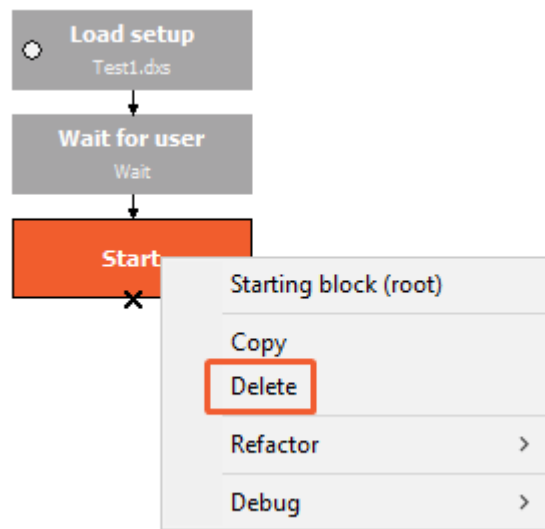 Load setup
Test1.dxs
Wait for user
Wait
Start
Starting block (root)
Copy
Delete
Refactor
Debug